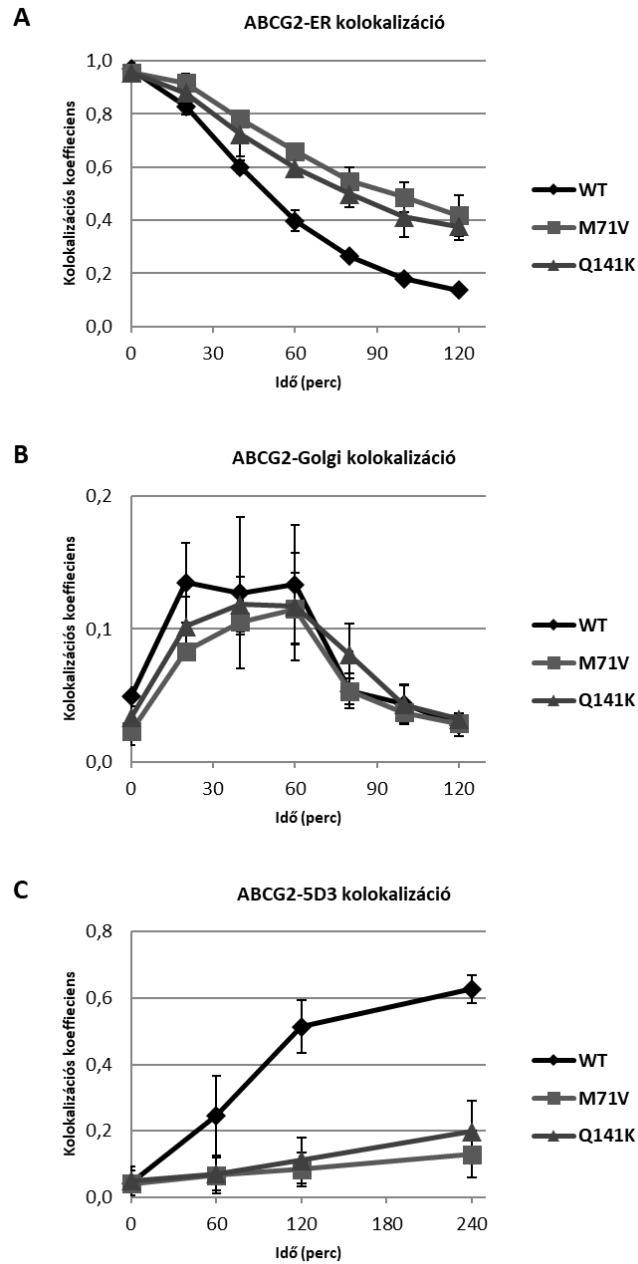 A
ABCG2-ER kolokalizáció
Kolokalizációs koeffieciens
1,0
0,8
0,6
0,4
0,2
0,0
0
30
60
90
120
Idő (perc)
WT
M71V
Q141K
B
ABCG2-Golgi kolokalizáció
Kolokalizációs koeffieciens
0,2
0,1
0,0
0
30
60
90
120
Idő (perc)
WT
M71V
Q141K
C
ABCG2-5D3 kolokalizáció
Kolokalizációs koeffieciens
0,8
0,6
0,4
0,2
0,0
0
60
120
180
240
Idő (perc)
WT
M71V
Q141K